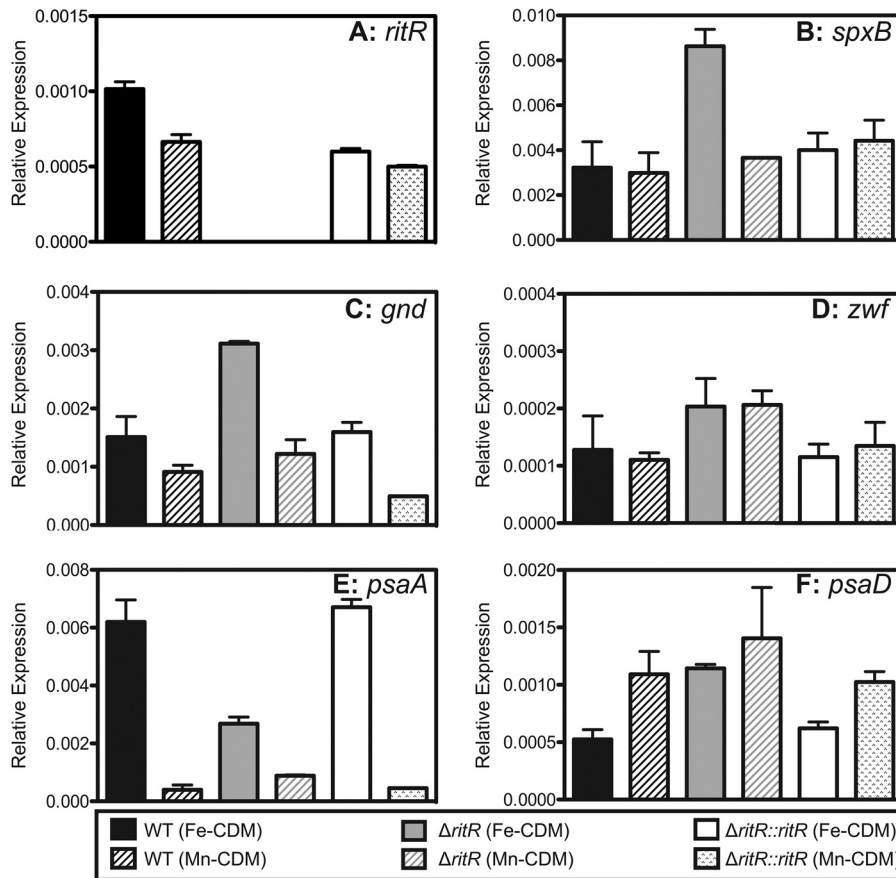 A: ritR
Relative Expression
0.0015
0.0010
0.0005
0.0000
B: spxB
Relative Expression
0.010
0.008
0.006
0.004
0.002
0.000
C: gnd
Relative Expression
0.004
0.003
0.002
0.001
0.000
D: zwf
Relative Expression
0.0004
0.0003
0.0002
0.0001
0.0000
E: psaA
Relative Expression
0.008
0.006
0.004
0.002
0.000
F: psaD
Relative Expression
0.0020
0.0015
0.0010
0.0005
0.0000
WT (Fe-CDM)
ΔritR (Fe-CDM)
ΔritR::ritR (Fe-CDM)
WT (Mn-CDM)
ΔritR (Mn-CDM)
ΔritR::ritR (Mn-CDM)